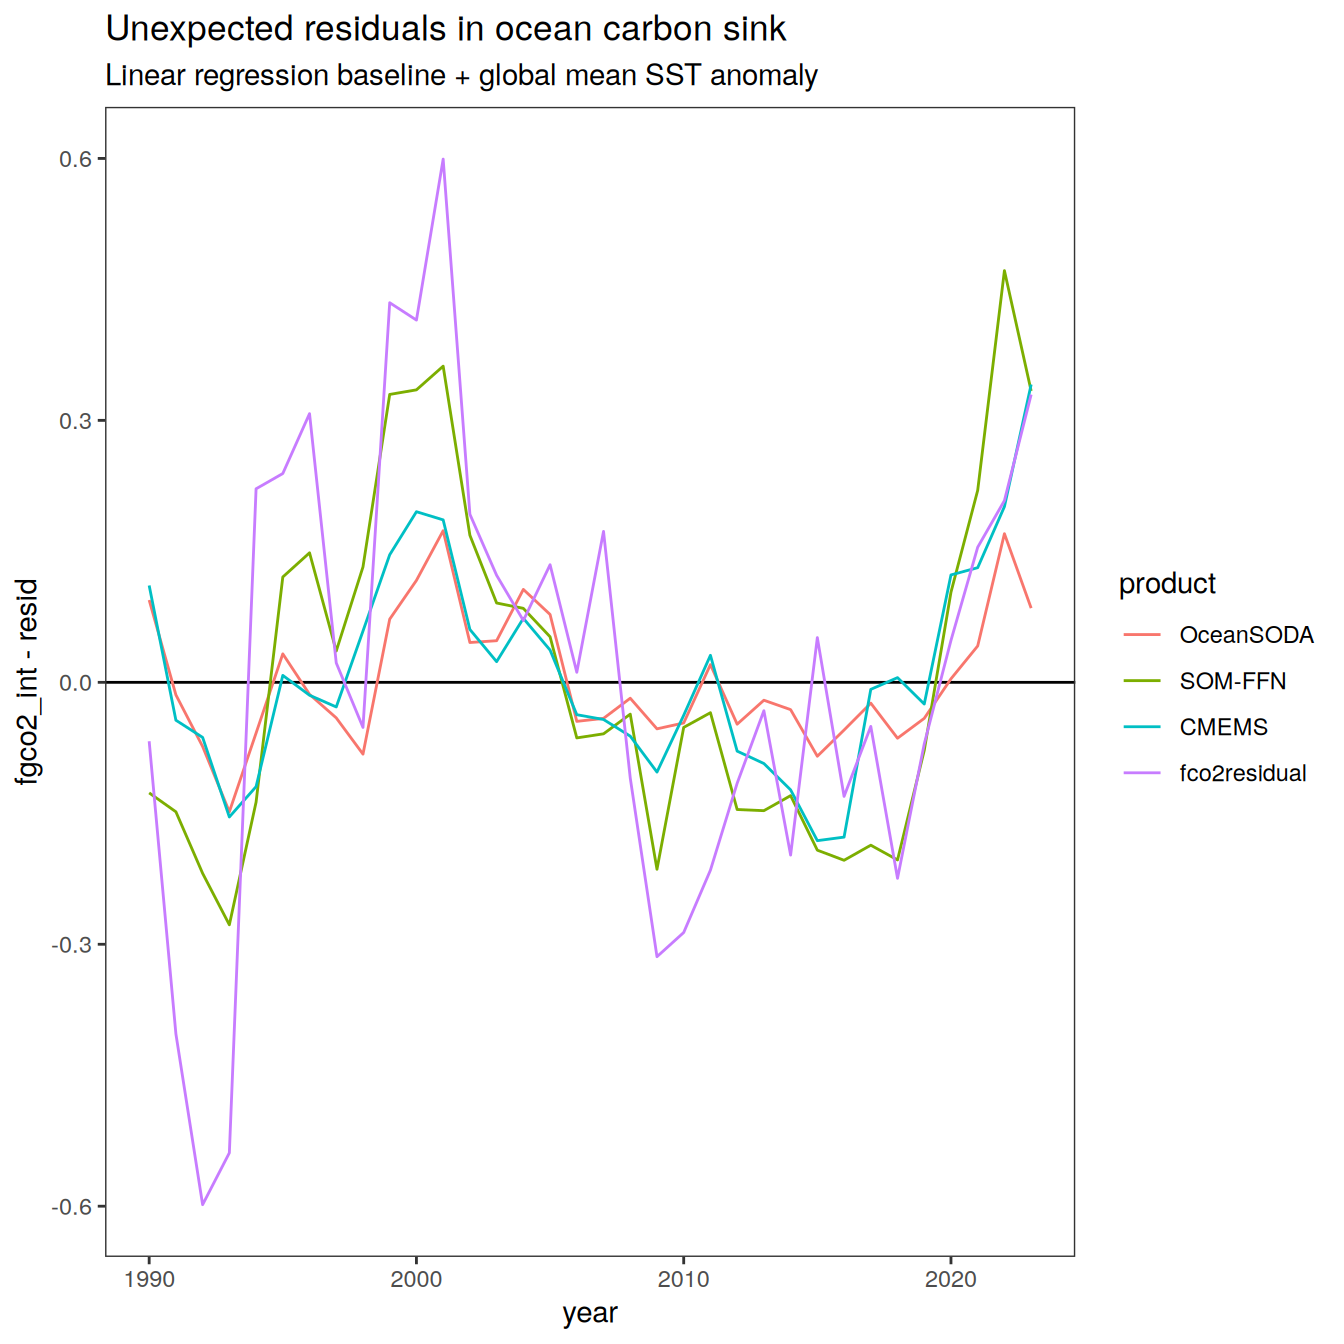 Unexpected residuals in ocean carbon sink
Linear regression baseline + global mean SST anomaly
fgco2_int - resid
0.6
0.3
0.0
-0.3
-0.6
1990 2000 2010 2020
year
product
OceanSODA
SOM-FFN
CMEMS
fco2residual